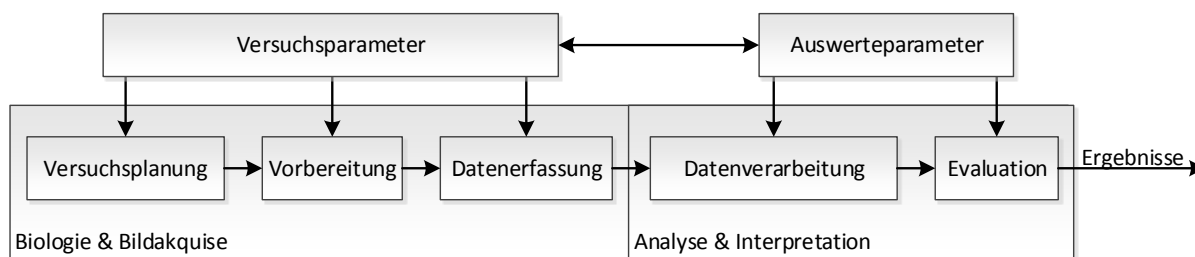 Versuchsparameter
Auswerteparameter
Versuchsplanung
Vorbereitung
Datenerfassung
Datenverarbeitung
Evaluation
Ergebnisse
Biologie & Bildakquise
Analyse & Interpretation